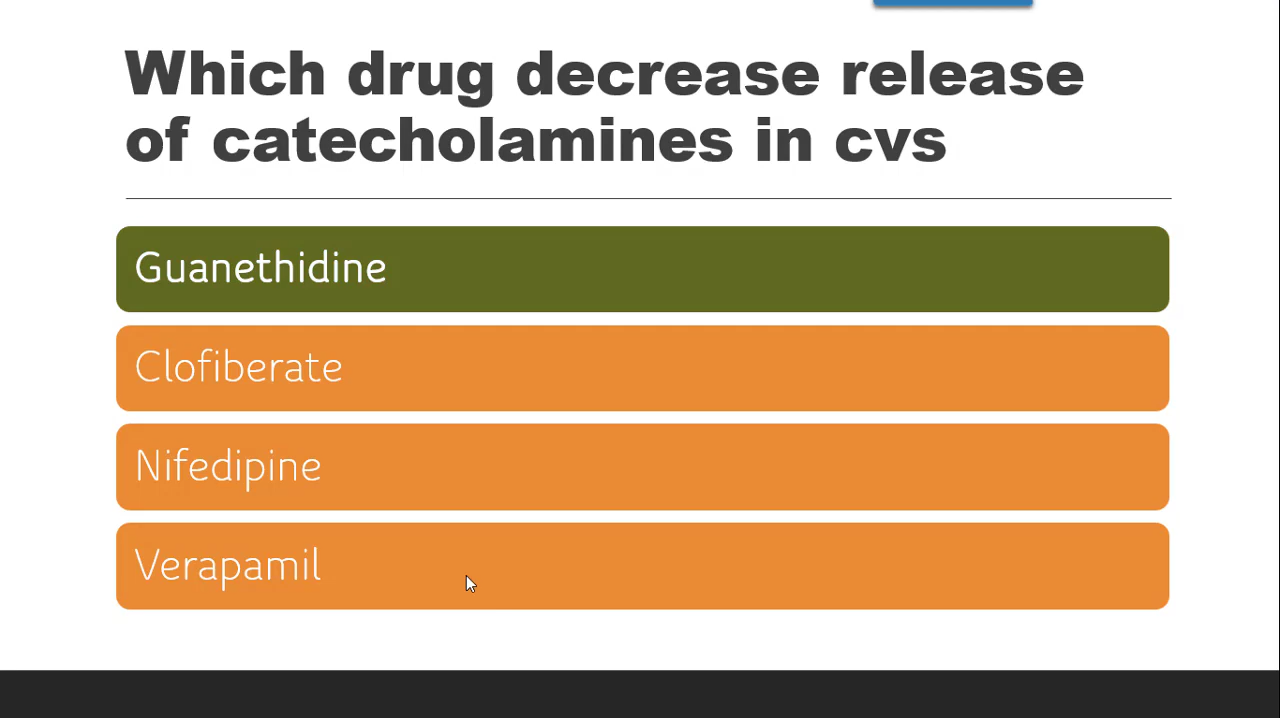 Which drug decrease release
of catecholamines in cvs
Guanethidine
Clofiberate
Nifedipine
Verapamil